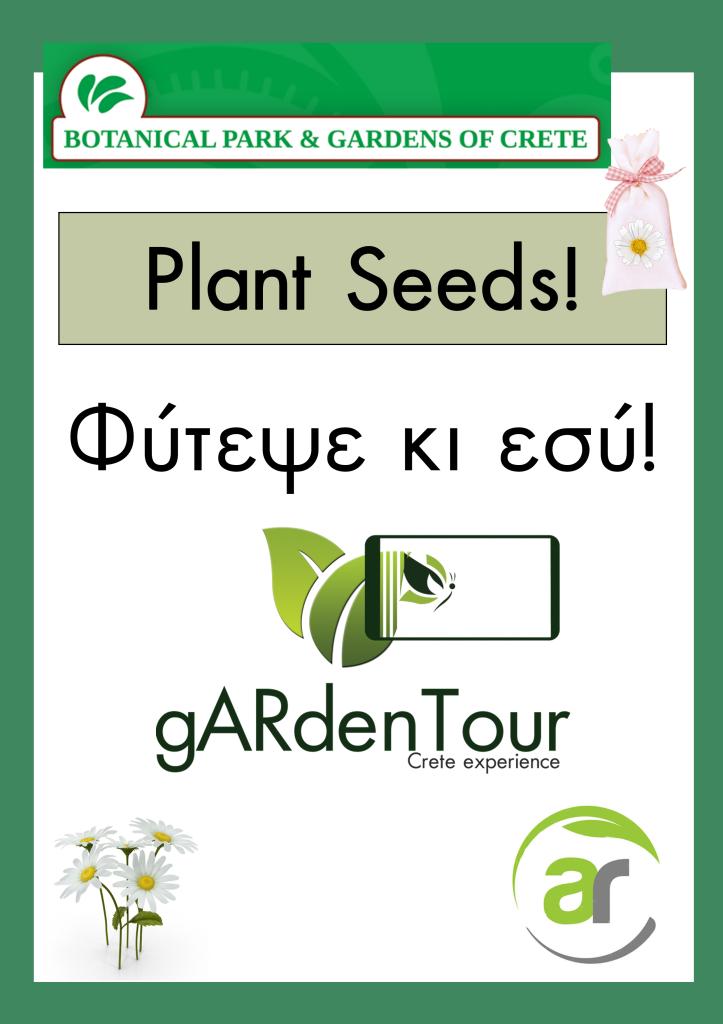 BOTANICAL PARK & GARDENS OF CRETE
Plant Seeds!
Φύτεψε κι εσύ!
gARdenTour
Crete experience
ar